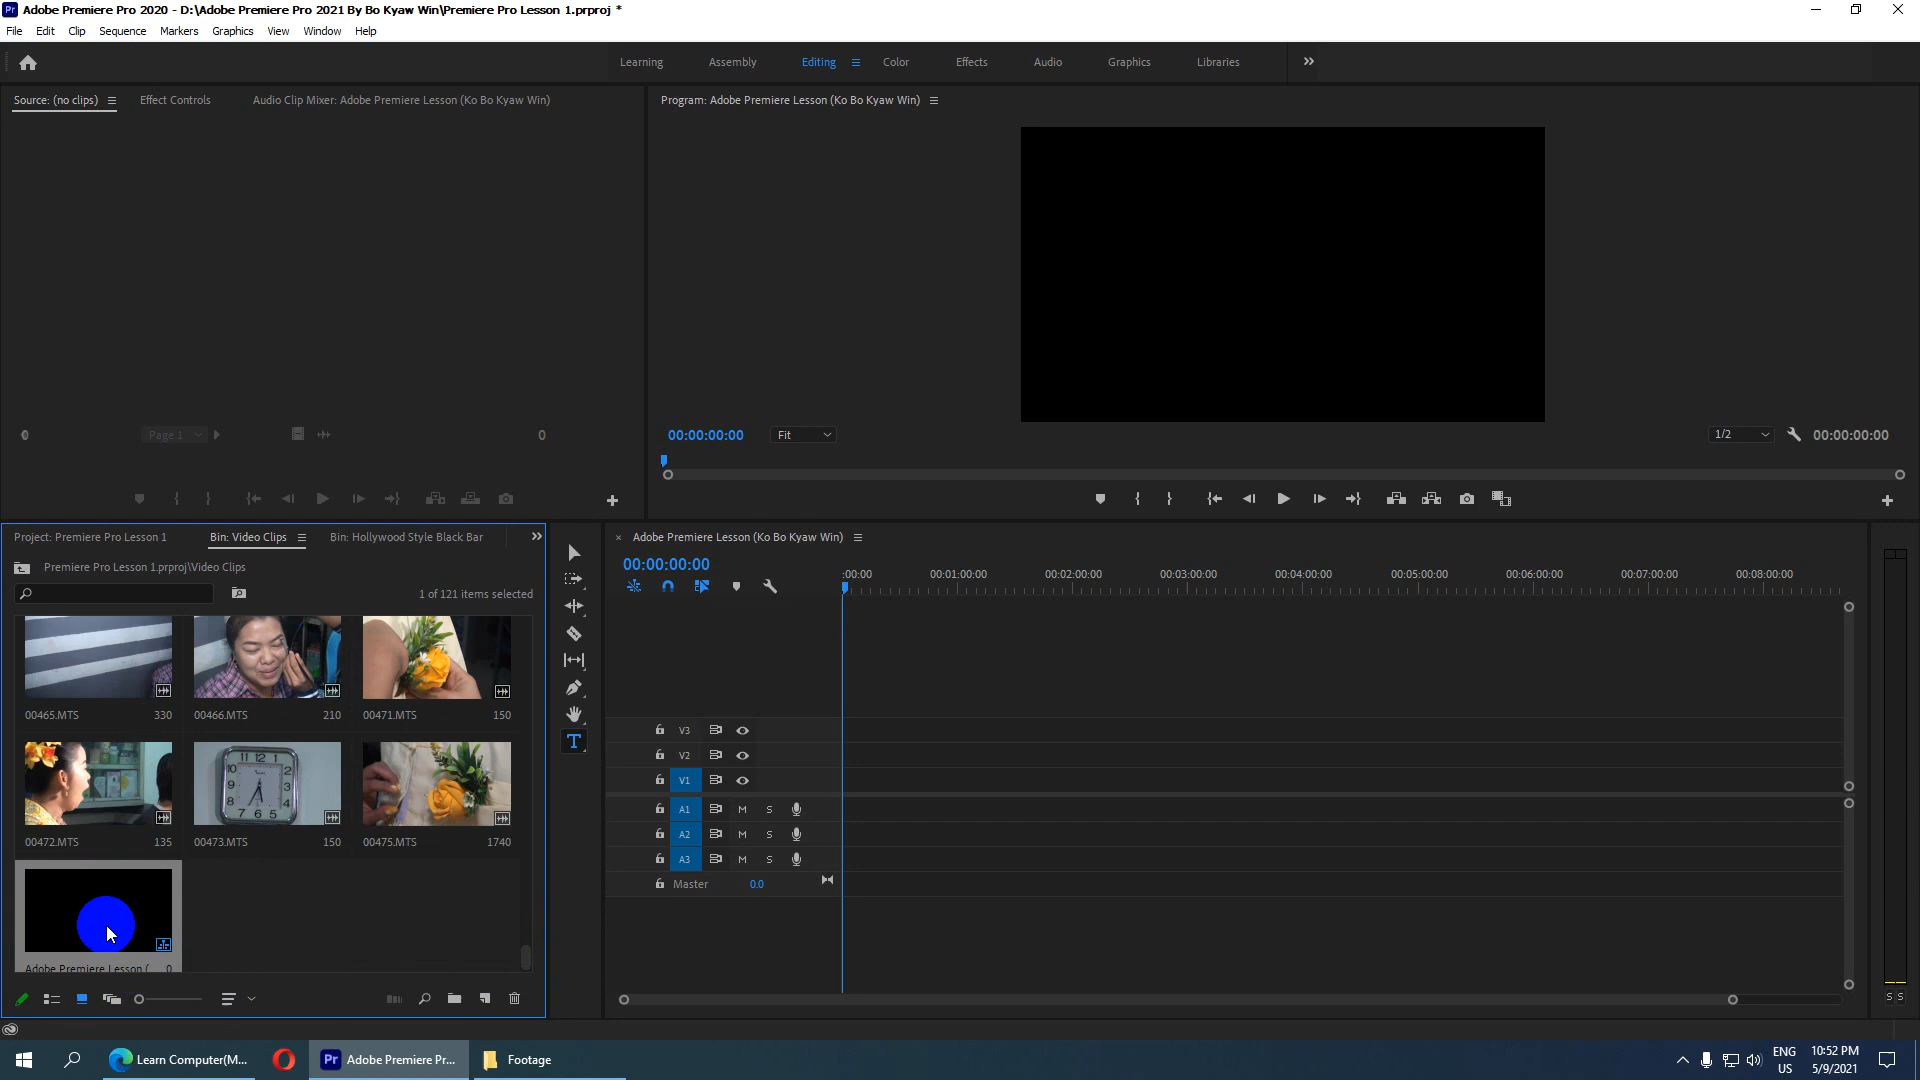 Adobe Premiere Pro 2020 - D:\Adobe Premiere Pro 2021 By Bo Kyaw Win\Premiere Pro Lesson 1.prproj *
File Edit Clip Sequence Markers Graphics View Window Help
Learning Assembly Editing Color Effects Audio Graphics Libraries
Source: (no clips) Effect Controls Audio Clip Mixer: Adobe Premiere Lesson (Ko Bo Kyaw Win)
Program: Adobe Premiere Lesson (Ko Bo Kyaw Win)
Page 1 0
00:00:00:00 Fit 1/2 00:00:00:00
Project: Premiere Pro Lesson 1 Bin: Video Clips Bin: Hollywood Style Black Bar
Premiere Pro Lesson 1.prproj\Video Clips
1 of 121 items selected
00465.MTS 330 00466.MTS 210 00471.MTS 150
00472.MTS 135 00473.MTS 150 00475.MTS 1740
Adobe Premiere Lesson ( 0
Adobe Premiere Lesson (Ko Bo Kyaw Win)
00:00:00:00
:00:00 00:01:00:00 00:02:00:00 00:03:00:00 00:04:00:00 00:05:00:00 00:06:00:00 00:07:00:00 00:08:00:00
V3
V2
V1
A1 M S
A2 M S
A3 M S
Master 0.0
S S
Learn Computer(M... Pr Adobe Premiere Pr... Footage
ENG US 10:52 PM 5/9/2021